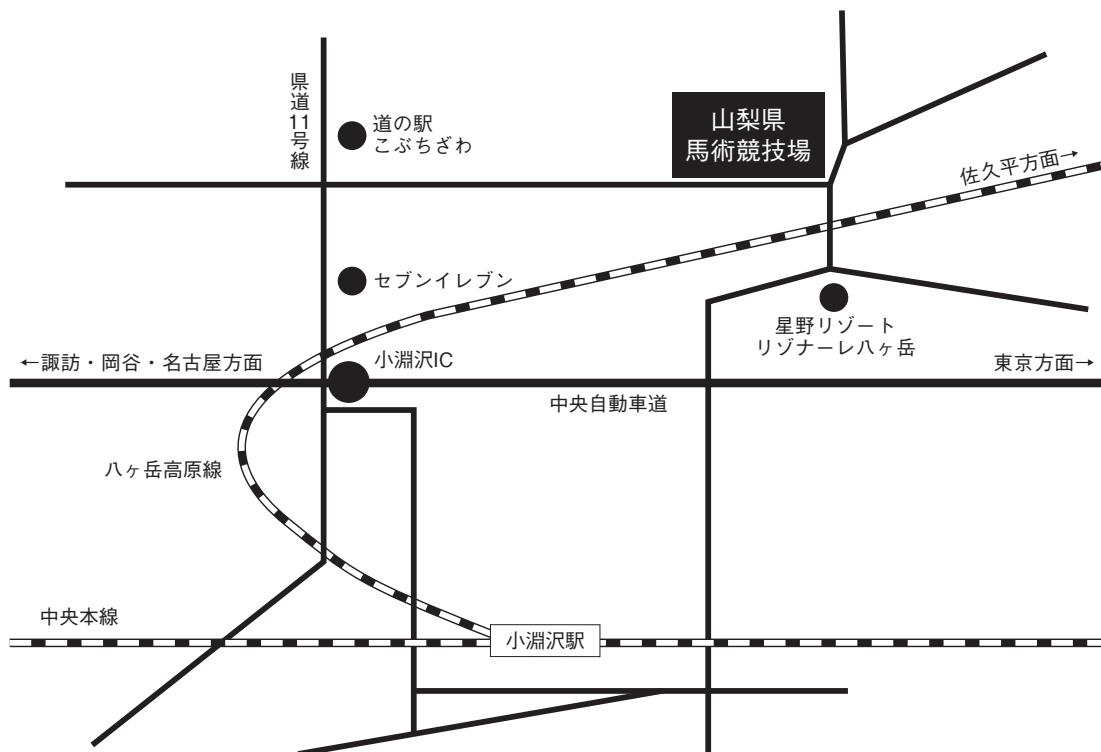 県道11号線
道の駅
こぶちざわ
山梨県
馬術競技場
佐久平方面→
セブンイレブン
星野リゾート
リゾナーレ八ヶ岳
←諏訪・岡谷・名古屋方面
小淵沢IC
東京方面→
中央自動車道
八ヶ岳高原線
中央本線
小淵沢駅